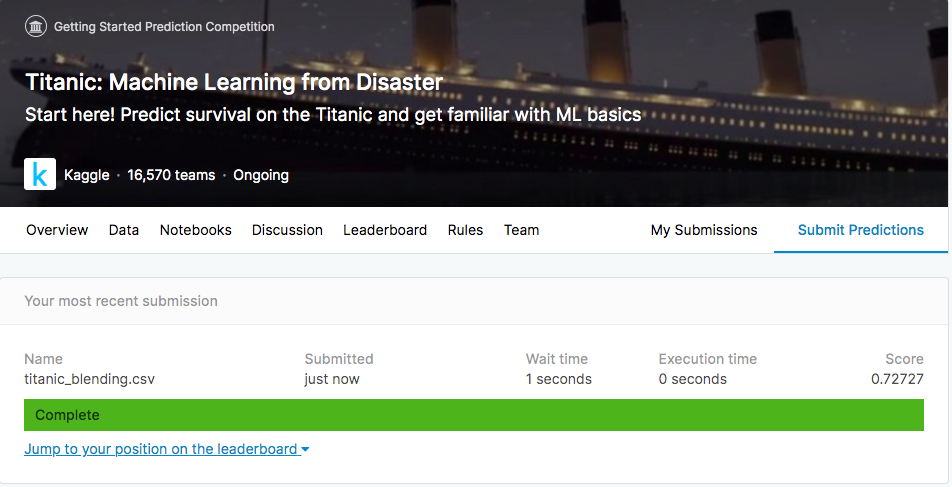 Getting Started Prediction Competition
Titanic: Machine Learning from Disaster
Start here! Predict survival on the Titanic and get familiar with ML basics
k Kaggle · 16,570 teams · Ongoing
Overview Data Notebooks Discussion Leaderboard Rules Team My Submissions Submit Predictions
Your most recent submission
Name Submitted Wait time Execution time Score
titanic_blending.csv just now 1 seconds 0 seconds 0.72727
Complete
Jump to your position on the leaderboard